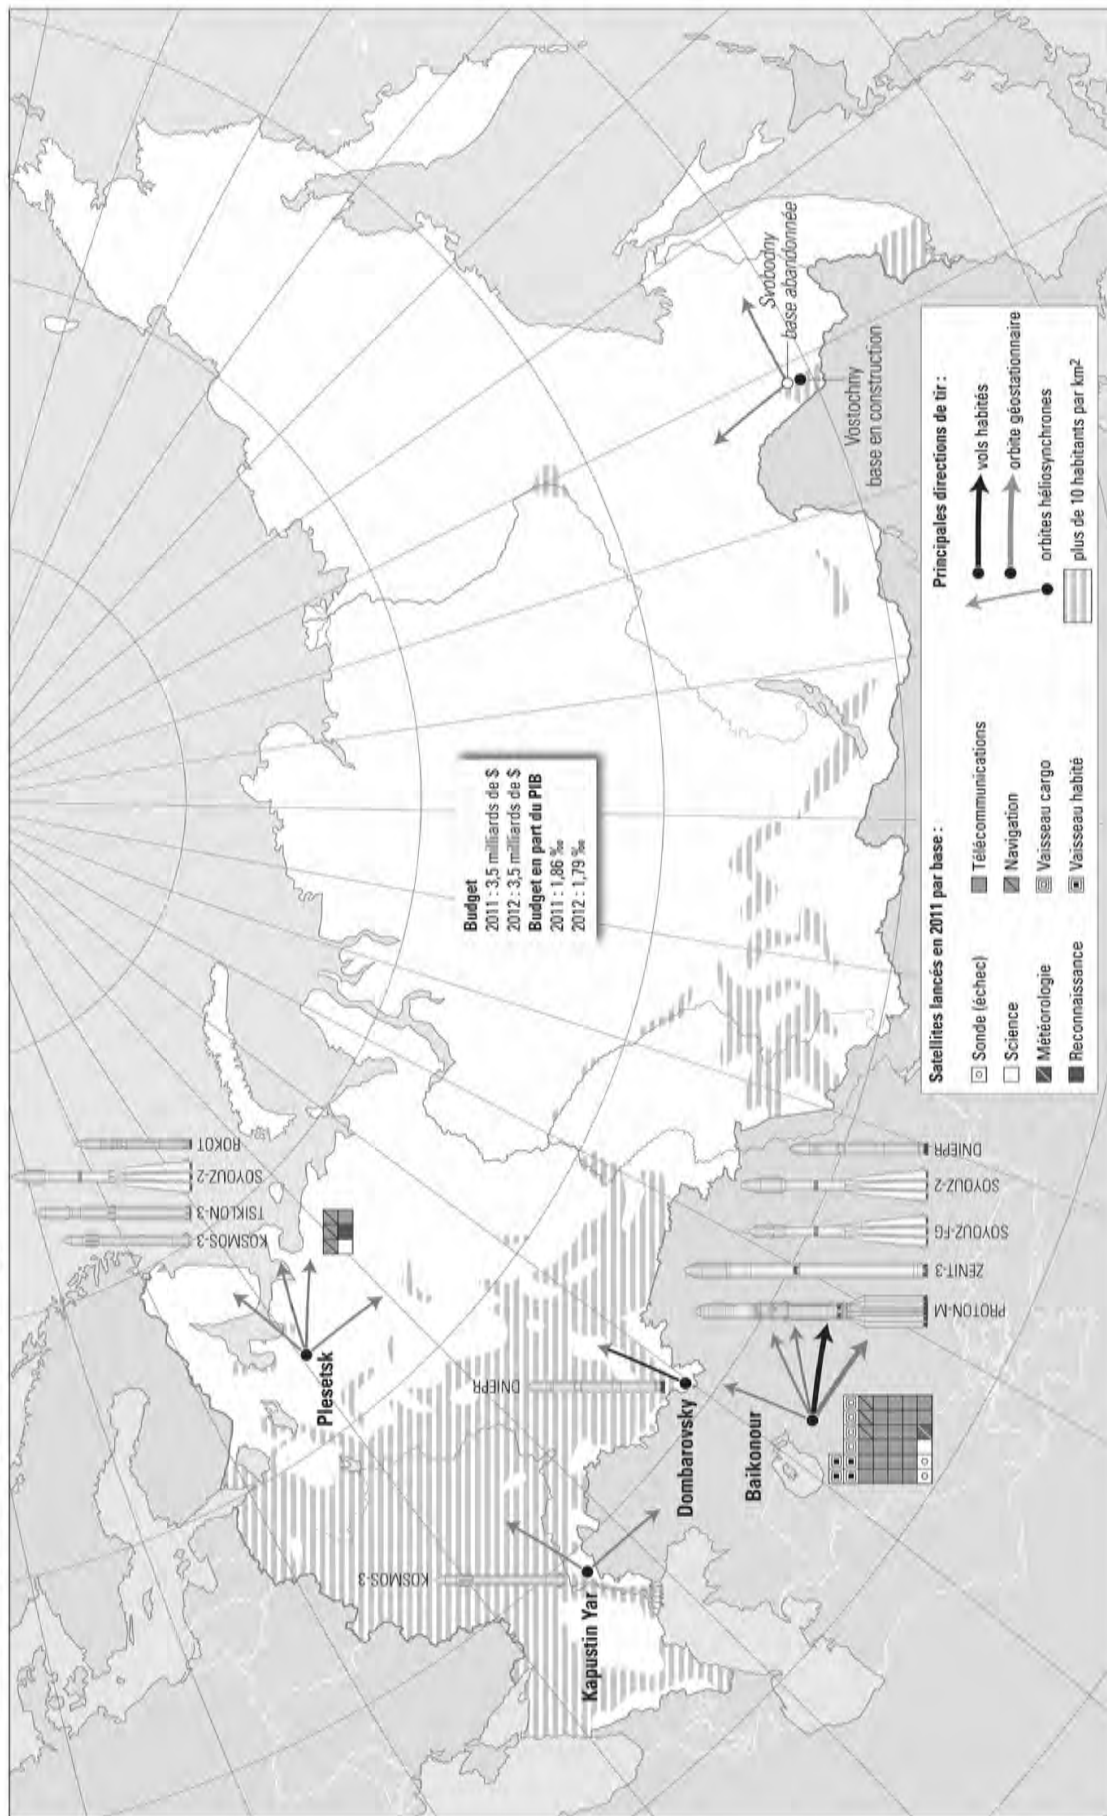 ROKOT
SOYOUZ-2
TSIKLON-3
KOSMOS-3
Plesetsk
KOSMOS-3
Kapustin Yar
DNIEPR
Dombarovsky
Baikonour
PROTON-M
ZENIT-3
SOYOUZ-FG
SOYOUZ-2
DNIEPR
Budget
2011 : 3,5 milliards de $
2012 : 3,5 milliards de $
Budget en part du PIB
2011 : 1,86 ‰
2012 : 1,79 ‰
Svobodny
base abandonnée
Vostochny
base en construction
Satellites lancés en 2011 par base :
Sonde (échec)
Science
Météorologie
Reconnaissance
Télécommunications
Navigation
Vaisseau cargo
Vaisseau habité
Principales directions de tir :
vols habités
orbite géostationnaire
orbites héliosynchrones
plus de 10 habitants par km²